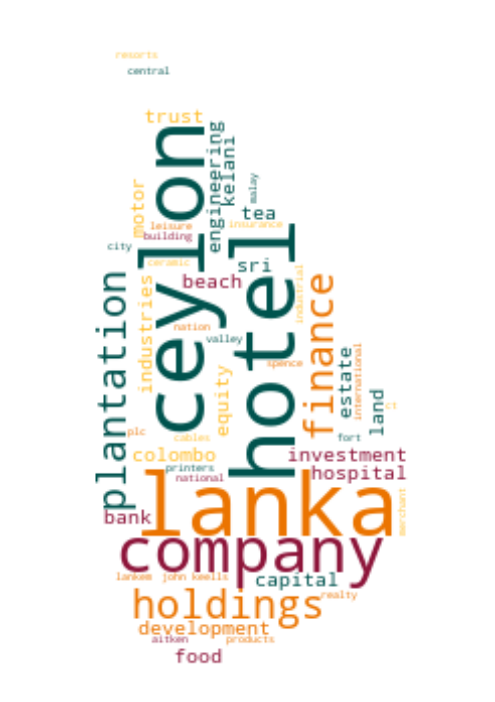 resorts
central
trust
ceylon
engineering
kelani
malay
motor
tea
leisure
insurance
building
city
hotel
ceramic
sri
beach
plantation
industries
industrial
finance
nation
valley
spence
estate
international
equity
land
plc
cables
fort
colombo
investment
printers
hospital
national
lanka
merchant
bank
company
lankem
john keells
capital
holdings
realty
development
aitken
products
food